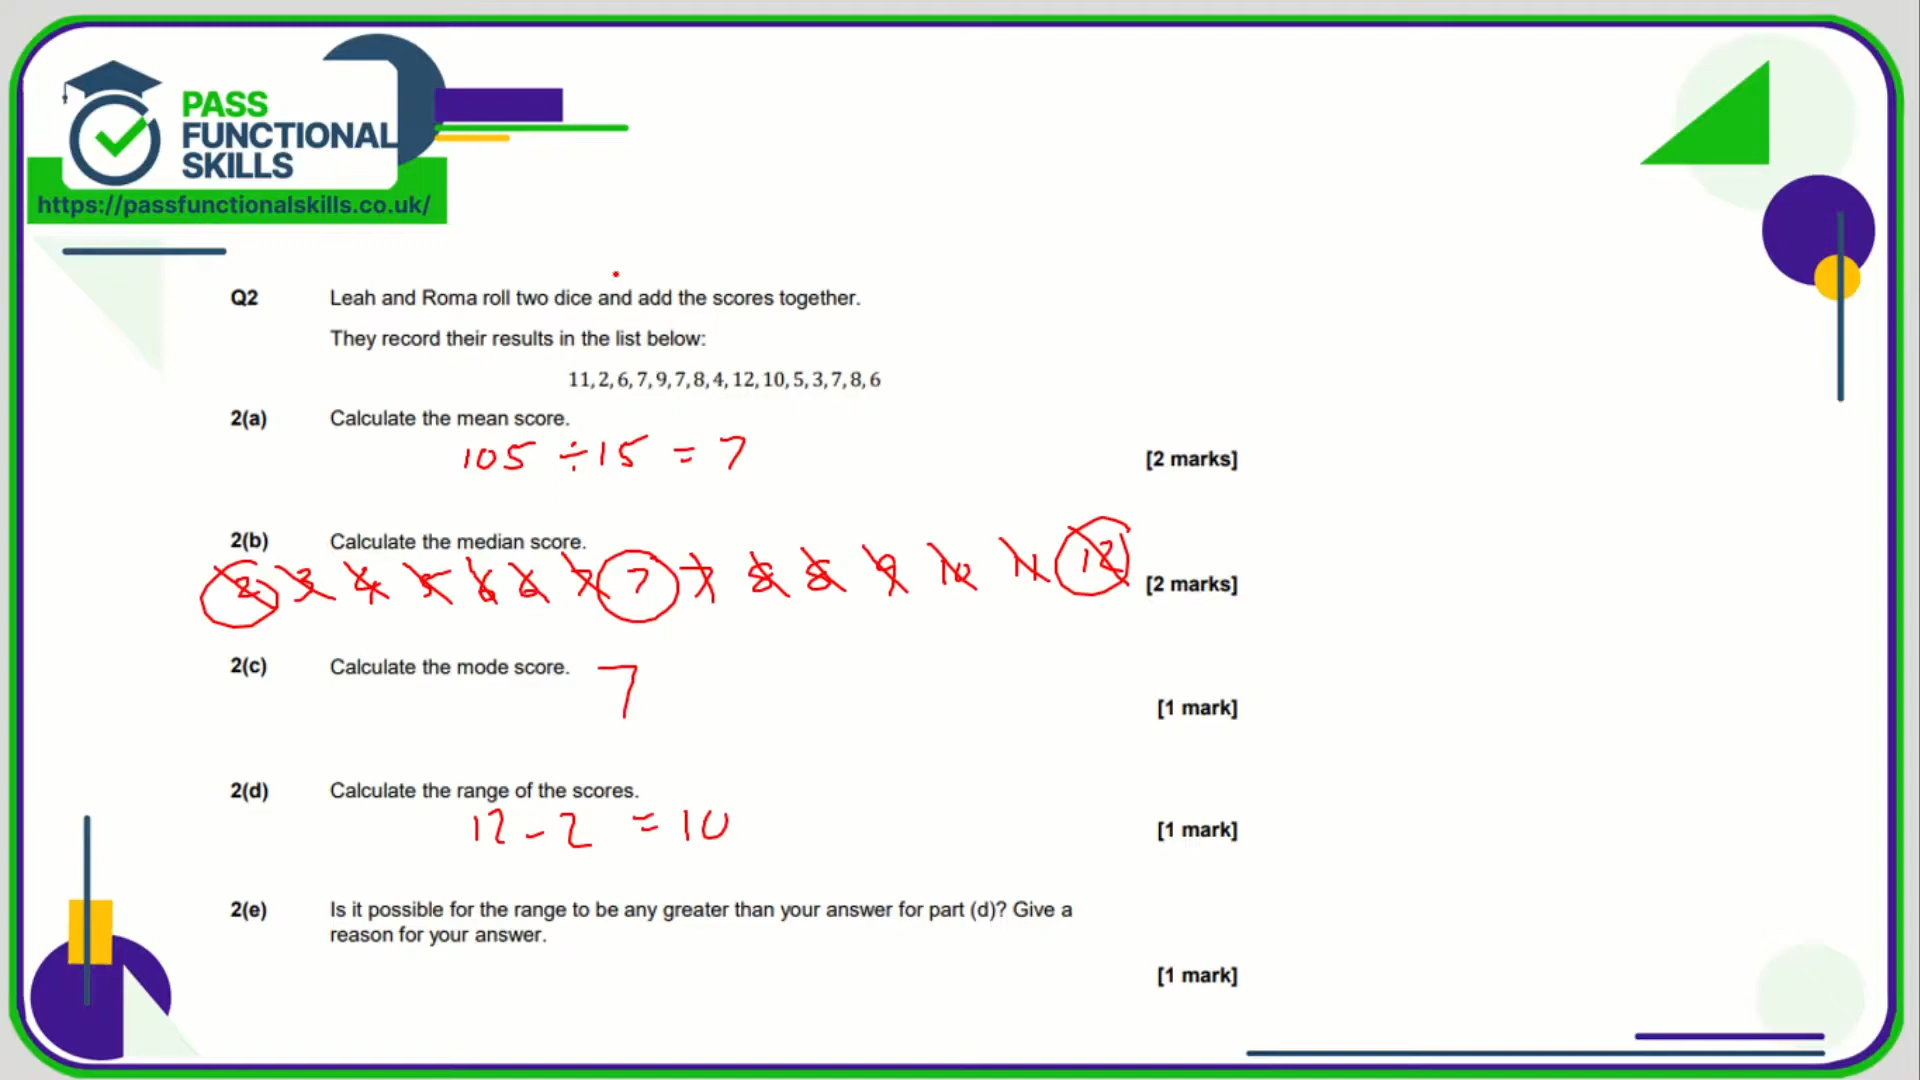 PASS
FUNCTIONAL
SKILLS
https://passfunctionalskills.co.uk/
Q2 Leah and Roma roll two dice and add the scores together.
They record their results in the list below:
11, 2, 6, 7, 9, 7, 8, 4, 12, 10, 5, 3, 7, 8, 6
2(a) Calculate the mean score.
105 ÷ 15 = 7
[2 marks]
2(b) Calculate the median score.
2 3 4 5 6 6 7 7 7 8 8 9 10 11 12
[2 marks]
2(c) Calculate the mode score. 7
[1 mark]
2(d) Calculate the range of the scores.
12 - 2 = 10
[1 mark]
2(e) Is it possible for the range to be any greater than your answer for part (d)? Give a
reason for your answer.
[1 mark]